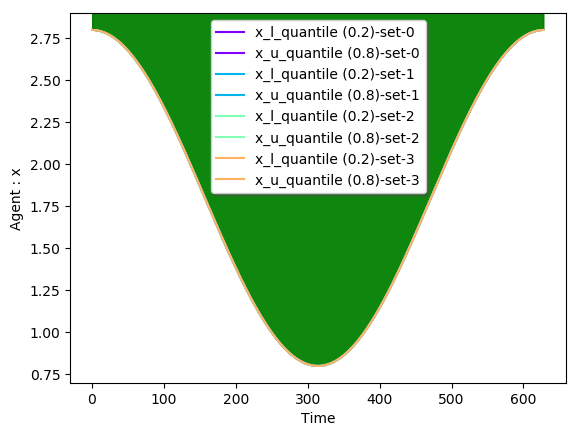 x_l_quantile (0.2)-set-0
x_u_quantile (0.8)-set-0
x_l_quantile (0.2)-set-1
x_u_quantile (0.8)-set-1
x_l_quantile (0.2)-set-2
x_u_quantile (0.8)-set-2
x_l_quantile (0.2)-set-3
x_u_quantile (0.8)-set-3
Agent : x
2.75
2.50
2.25
2.00
1.75
1.50
1.25
1.00
0.75
0 100 200 300 400 500 600
Time